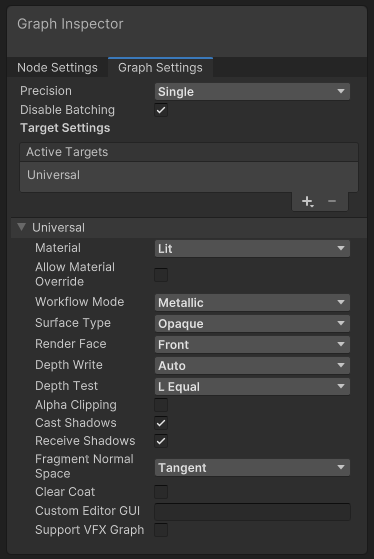 Graph Inspector
Node Settings Graph Settings
Precision Single
Disable Batching
Target Settings
Active Targets
Universal
Universal
Material Lit
Allow Material
Override
Workflow Mode Metallic
Surface Type Opaque
Render Face Front
Depth Write Auto
Depth Test L Equal
Alpha Clipping
Cast Shadows
Receive Shadows
Fragment Normal
Space Tangent
Clear Coat
Custom Editor GUI
Support VFX Graph